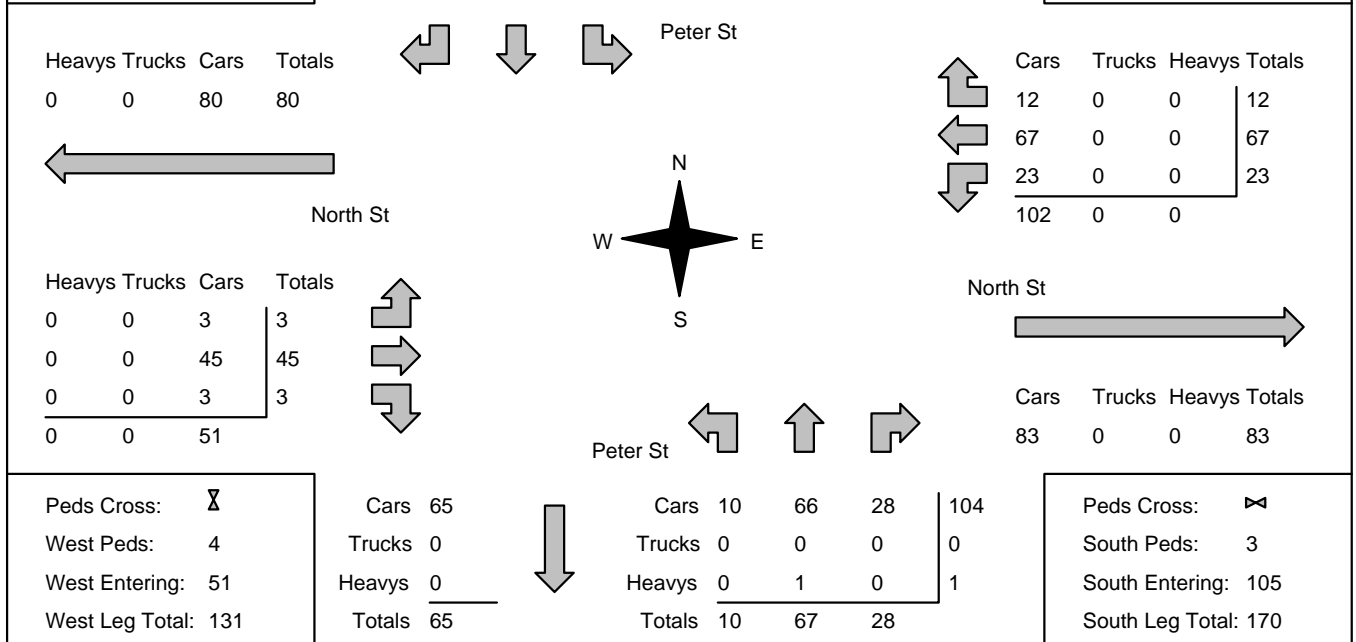 Peter St
Heavys Trucks Cars Totals
0 0 80 80
Cars Trucks Heavys Totals
12 0 0 12
67 0 0 67
23 0 0 23
102 0 0
N
W E
S
North St
Heavys Trucks Cars Totals
0 0 3 3
0 0 45 45
0 0 3 3
0 0 51
North St
Cars Trucks Heavys Totals
83 0 0 83
Peter St
Peds Cross:
West Peds: 4
West Entering: 51
West Leg Total: 131
Cars 65
Trucks 0
Heavys 0
Totals 65
Cars 10 66 28 104
Trucks 0 0 0 0
Heavys 0 1 0 1
Totals 10 67 28
Peds Cross:
South Peds: 3
South Entering: 105
South Leg Total: 170